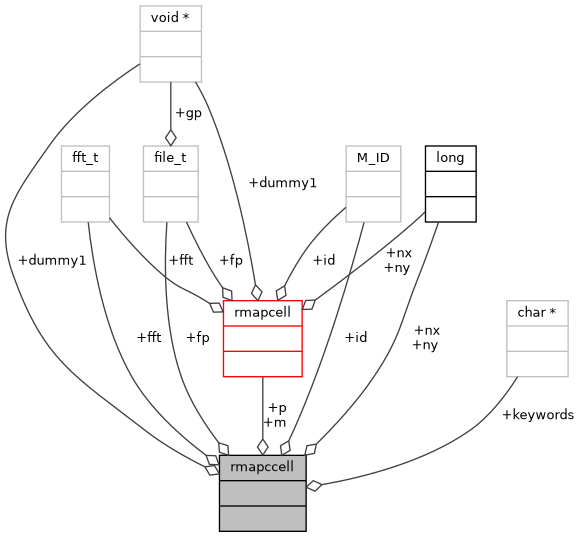 void *
+gp
fft_t
file_t
M_ID
long
+dummy1
+dummy1
+fft
+fp
+id
+nx
+ny
rmapcell
char *
+fft
+fp
+id
+nx
+ny
+p
+m
+keywords
rmapccell